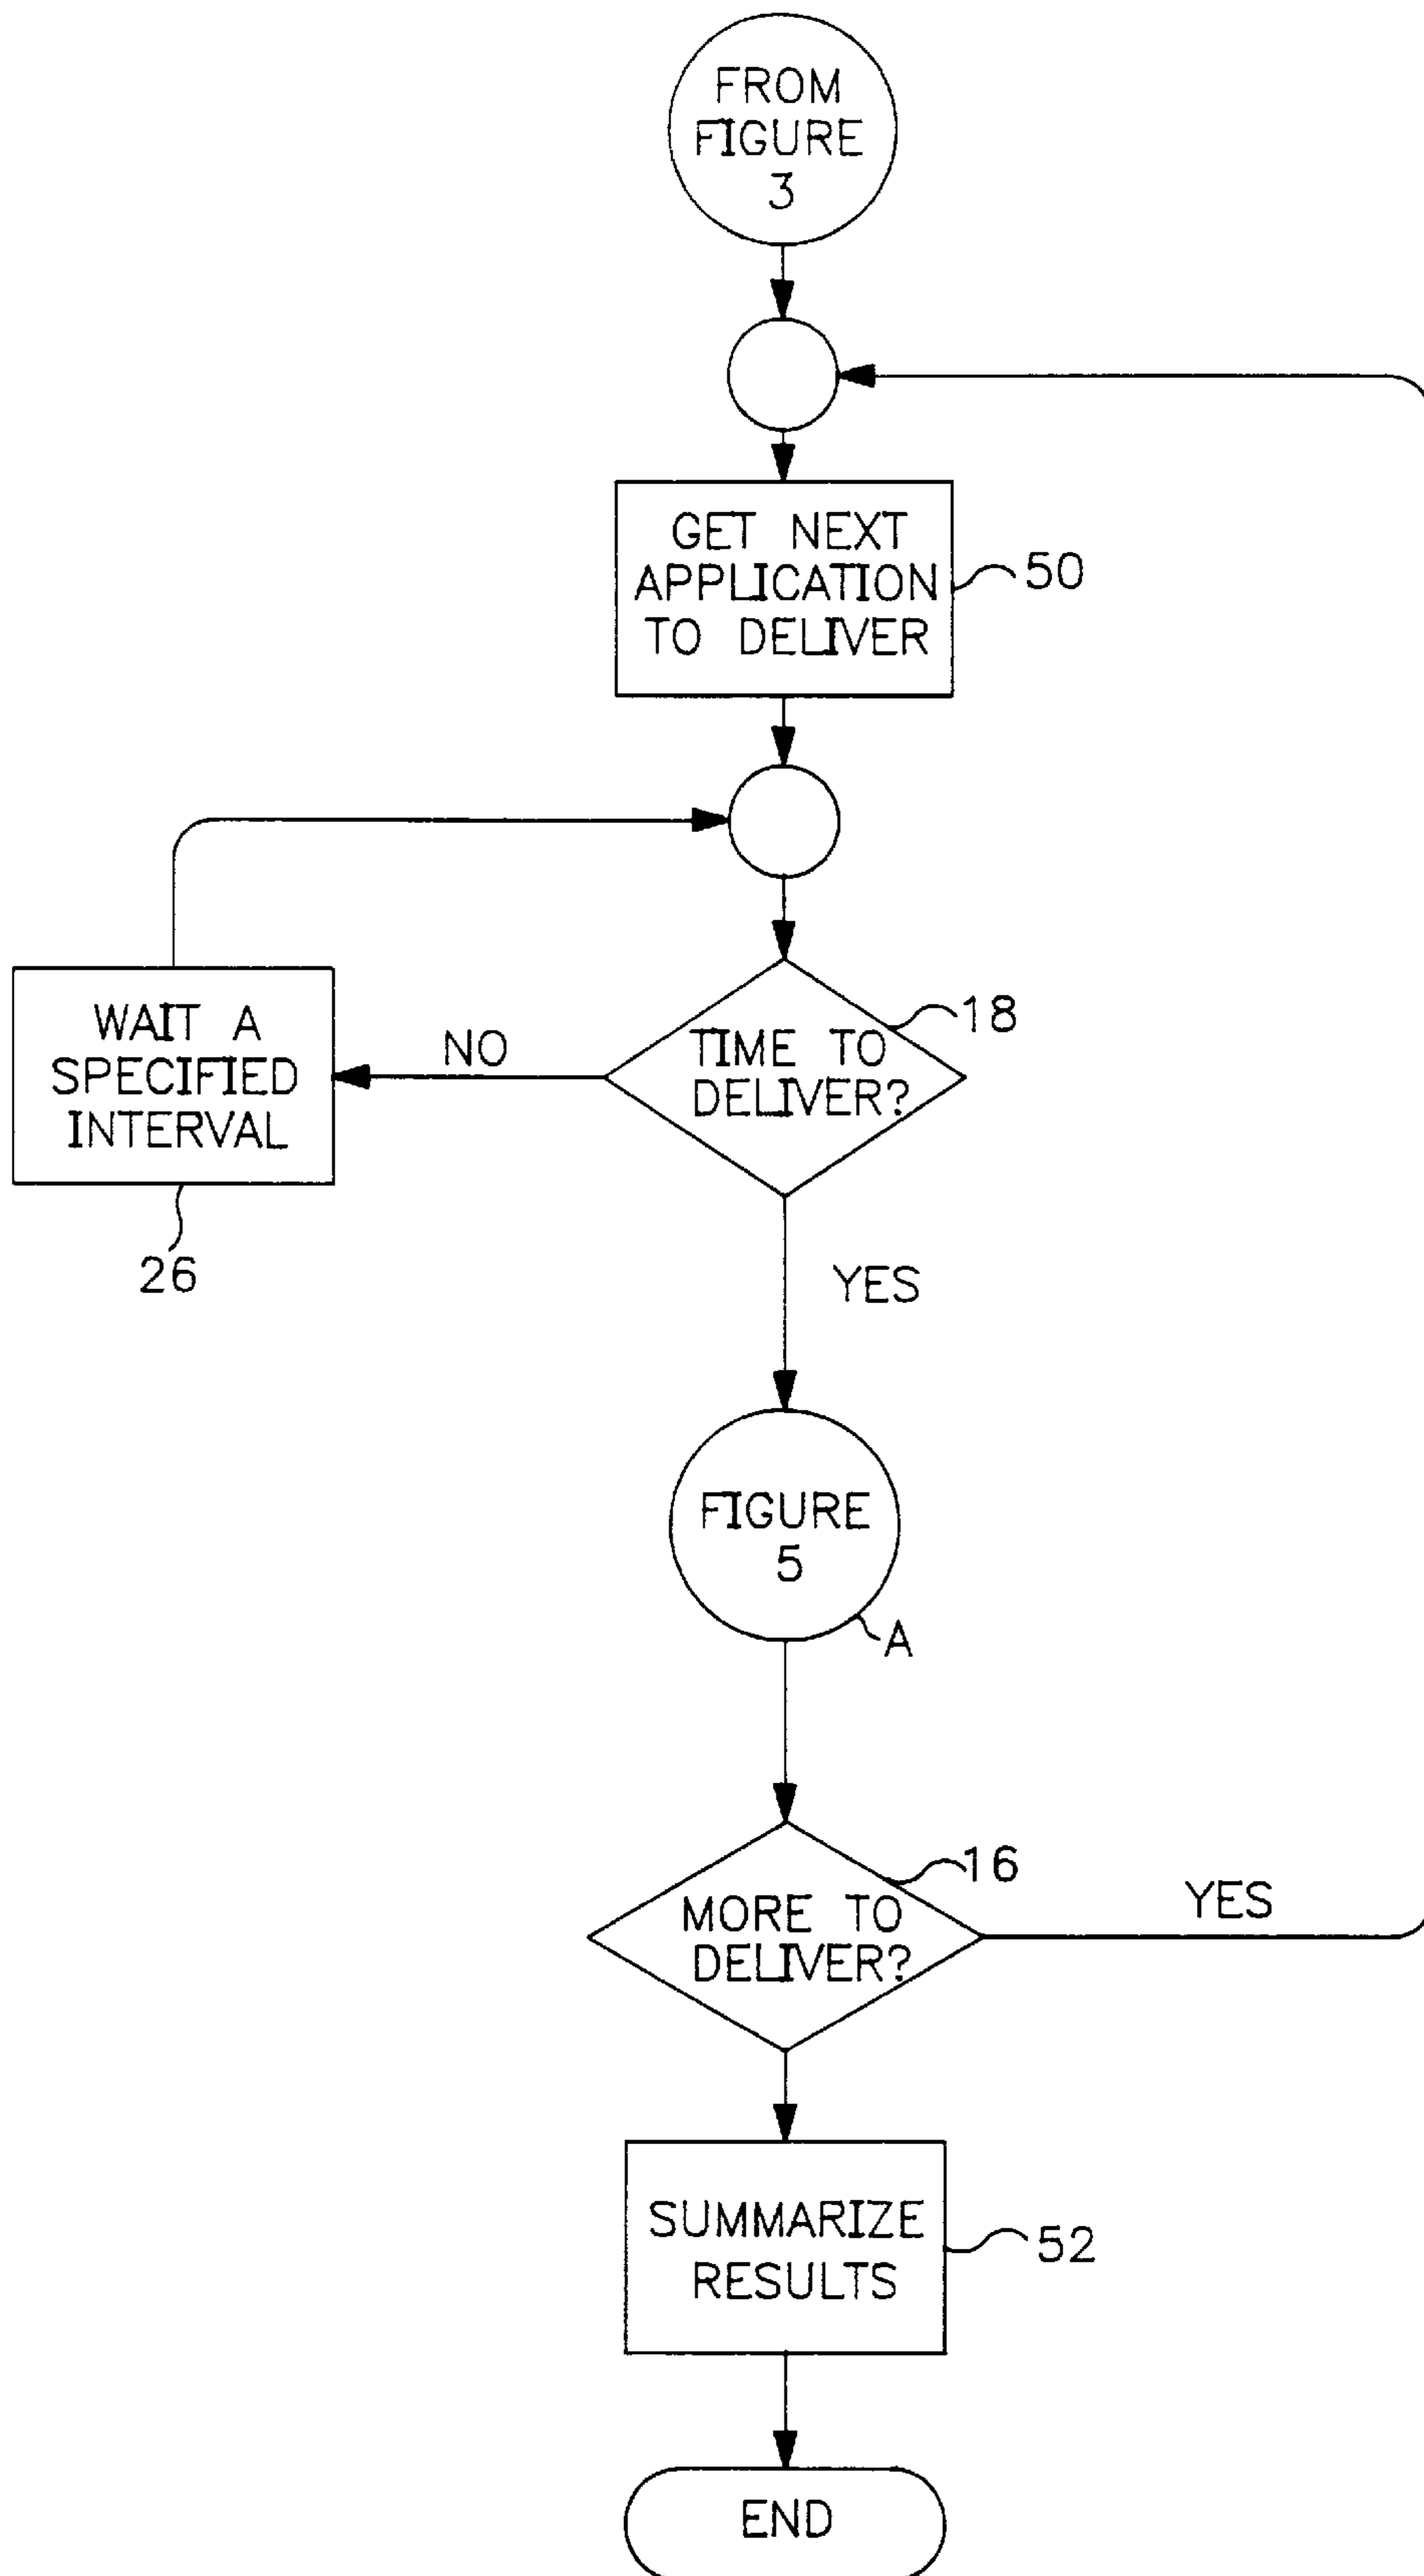 FROM
FIGURE
3
GET NEXT
APPLICATION
TO DELIVER
50
18
TIME TO
DELIVER?
NO
WAIT A
SPECIFIED
INTERVAL
26
YES
FIGURE
5
A
16
MORE TO
DELIVER?
YES
SUMMARIZE
RESULTS
52
END